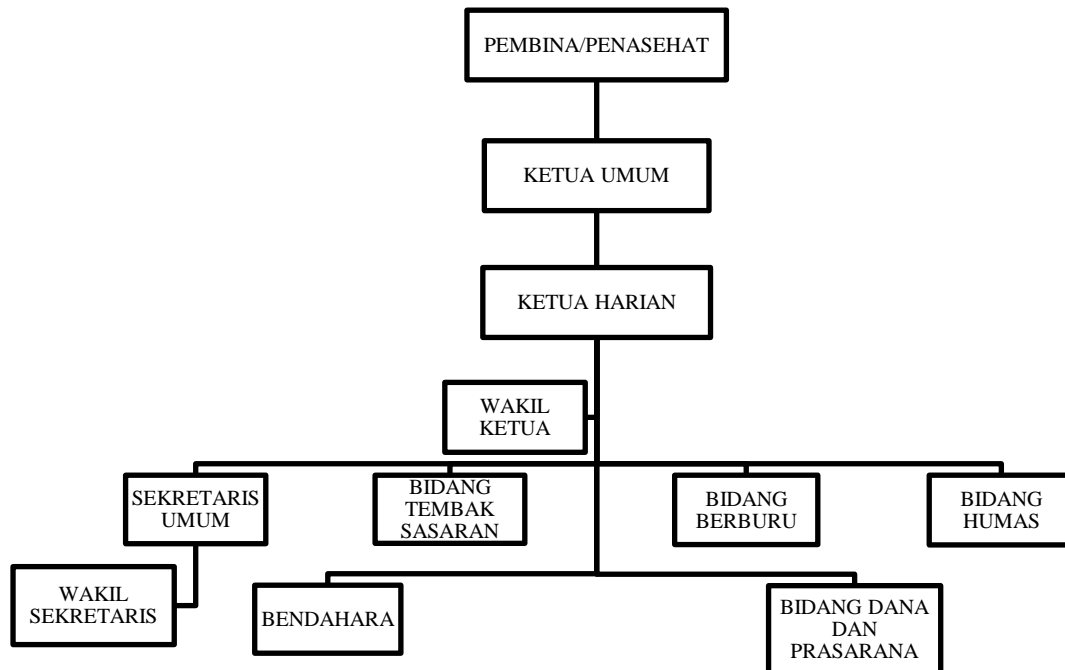 PEMBINA/PENASEHAT
KETUA UMUM
KETUA HARIAN
WAKIL
KETUA
SEKRETARIS
UMUM
BIDANG
TEMBAK
SASARAN
BIDANG
BERBURU
BIDANG
HUMAS
WAKIL
SEKRETARIS
BENDAHARA
BIDANG DANA
DAN
PRASARANA